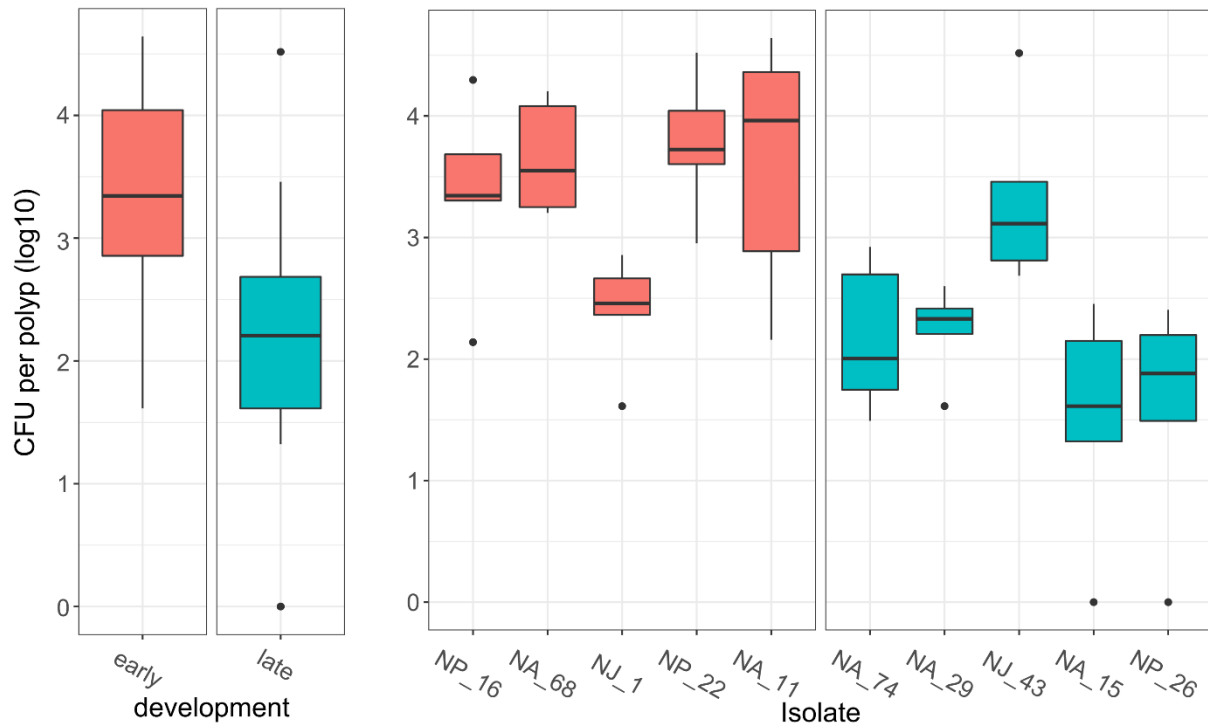 CFU per polyp (log10)
4
3
2
1
0
early
late
development
4
3
2
1
0
NP_16
NA_68
NJ_1
NP_22
NA_11
NA_74
NA_29
NJ_43
NA_15
NP_26
Isolate